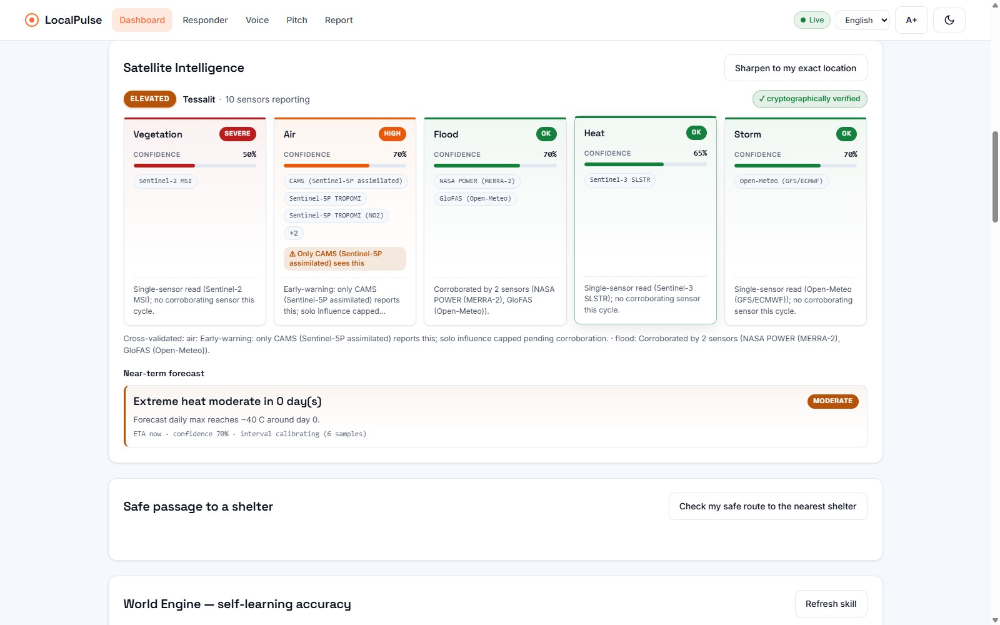 LocalPulse
Dashboard
Responder
Voice
Pitch
Report
Live
English
A+
Satellite Intelligence
Sharpen to my exact location
ELEVATED
Tessalit · 10 sensors reporting
✓ cryptographically verified
Vegetation
SEVERE
CONFIDENCE
50%
Sentinel-2 MSI
Single-sensor read (Sentinel-2
MSI); no corroborating sensor this
cycle.
Air
HIGH
CONFIDENCE
70%
CAMS (Sentinel-5P assimilated)
Sentinel-5P TROPOMI
Sentinel-5P TROPOMI (NO2)
+2
⚠ Only CAMS (Sentinel-5P
assimilated) sees this
Early-warning: only CAMS
(Sentinel-5P assimilated) reports
this; solo influence capped...
Flood
OK
CONFIDENCE
70%
NASA POWER (MERRA-2)
GloFAS (Open-Meteo)
Corroborated by 2 sensors (NASA
POWER (MERRA-2), GloFAS
(Open-Meteo)).
Heat
OK
CONFIDENCE
65%
Sentinel-3 SLSTR
Single-sensor read (Sentinel-3
SLSTR); no corroborating sensor
this cycle.
Storm
OK
CONFIDENCE
70%
Open-Meteo (GFS/ECMWF)
Single-sensor read (Open-Meteo
(GFS/ECMWF)); no corroborating
sensor this cycle.
Cross-validated: air: Early-warning: only CAMS (Sentinel-5P assimilated) reports this; solo influence capped pending corroboration. · flood: Corroborated by 2 sensors (NASA POWER (MERRA-2),
GloFAS (Open-Meteo)).
Near-term forecast
Extreme heat moderate in 0 day(s)
MODERATE
Forecast daily max reaches ~40 C around day 0.
ETA now · confidence 70% · interval calibrating (6 samples)
Safe passage to a shelter
Check my safe route to the nearest shelter
World Engine — self-learning accuracy
Refresh skill